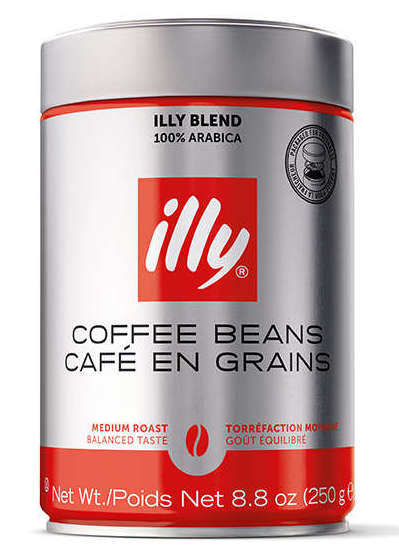 ILLY BLEND
100% ARABICA
illy®
COFFEE BEANS
CAFÉ EN GRAINS
MEDIUM ROAST
BALANCED TASTE
TORRÉFACTION
GOÛT ÉQUILIBRÉ
Net Wt./Poids Net 8.8 oz (250 g